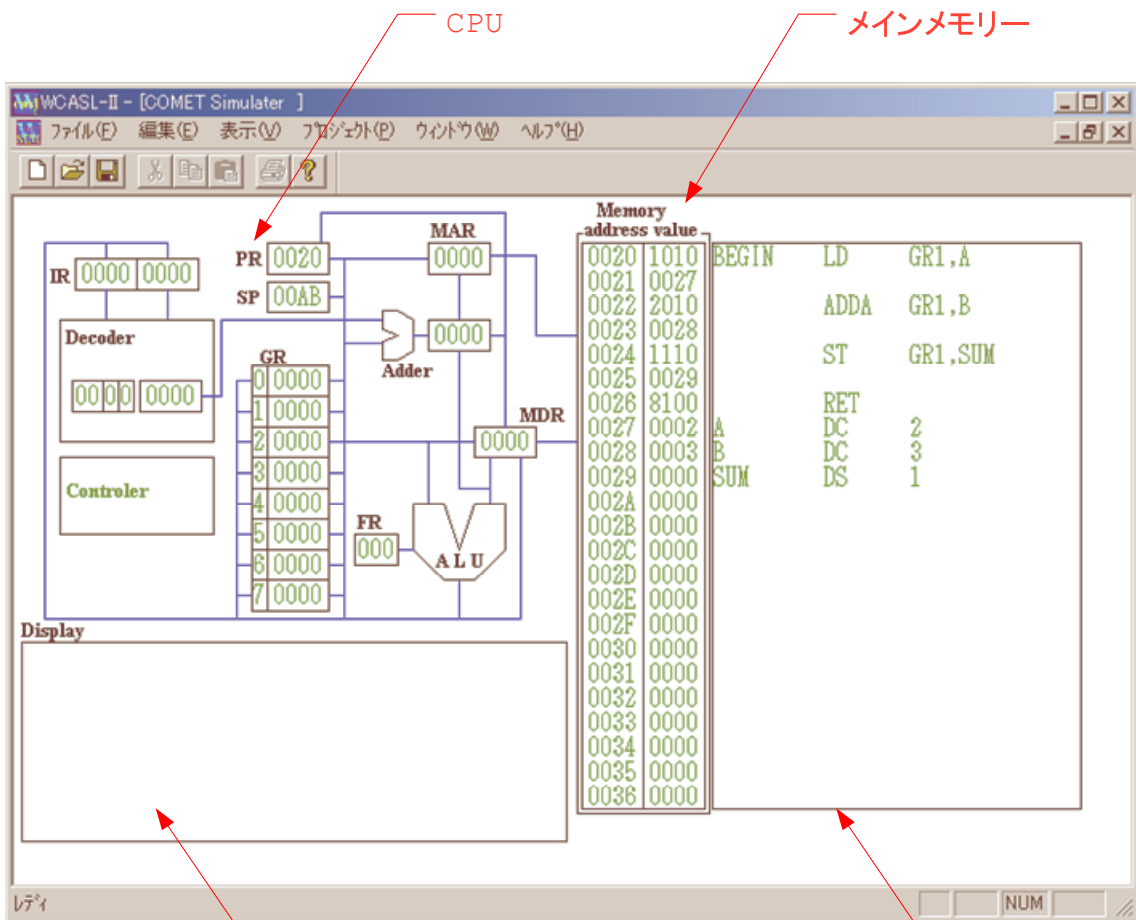 CPU
メインメモリー
WCASL-II - [COMET Simulater ]
ファイル(F) 編集(E) 表示(V) プロジェクト(P) ウィンドウ(W) ヘルプ(H)
Memory
address value
MAR
PR 0020
0000
IR 0000 0000
SP 00AB
Decoder
0000
Adder
00 00 0000
GR
0 0000
1 0000
MDR
2 0000
0000
3 0000
Controler
4 0000
FR
5 0000
000
6 0000
ALU
7 0000
0020 1010 BEGIN LD GR1,A
0021 0027
0022 2010 ADDA GR1,B
0023 0028
0024 1110 ST GR1,SUM
0025 0029
0026 8100 RET
0027 0002 A DC 2
0028 0003 B DC 3
0029 0000 SUM DS 1
002A 0000
002B 0000
002C 0000
002D 0000
002E 0000
002F 0000
0030 0000
0031 0000
0032 0000
0033 0000
0034 0000
0035 0000
0036 0000
Display
レディ
NUM